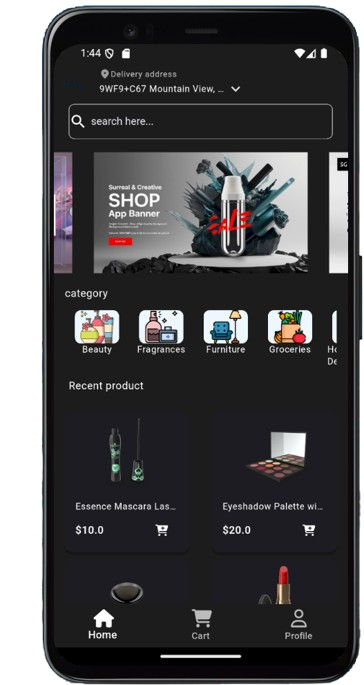 1:44
Delivery address
9WF9+C67 Mountain View, ...
search here...
Surreal & Creative
SHOP
App Banner
SALE
SG
category
Beauty
Fragrances
Furniture
Groceries
Ho
De
Recent product
Essence Mascara Las...
Eyeshadow Palette wi...
$10.0
$20.0
Home
Cart
Profile